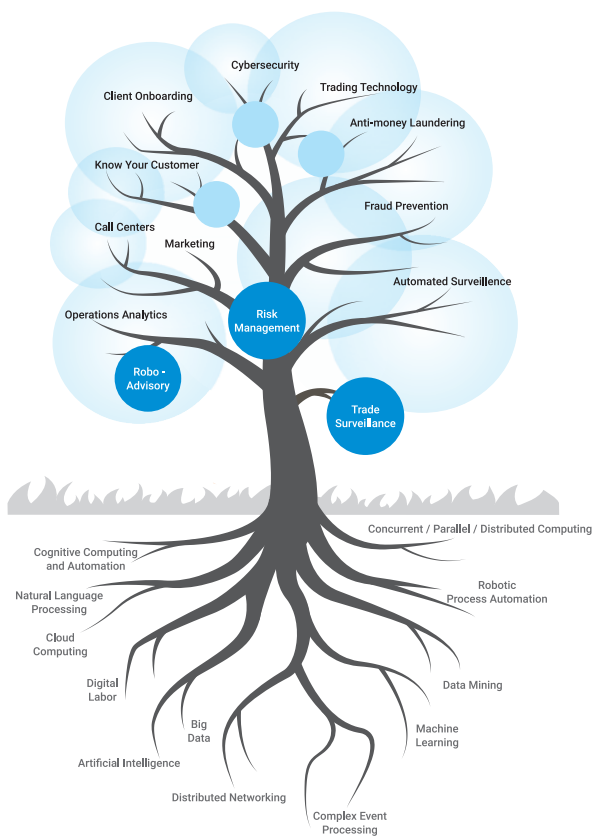 Cybersecurity
Client Onboarding
Trading Technology
Anti-money Laundering
Know Your Customer
Fraud Prevention
Call Centers
Marketing
Automated Surveillence
Operations Analytics
Risk
Management
Robo -
Advisory
Trade
Surveillance
Concurrent / Parallel / Distributed Computing
Cognitive Computing
and Automation
Natural Language
Processing
Robotic
Process Automation
Cloud
Computing
Digital
Labor
Data Mining
Big
Data
Machine
Learning
Artificial Intelligence
Distributed Networking
Complex Event
Processing